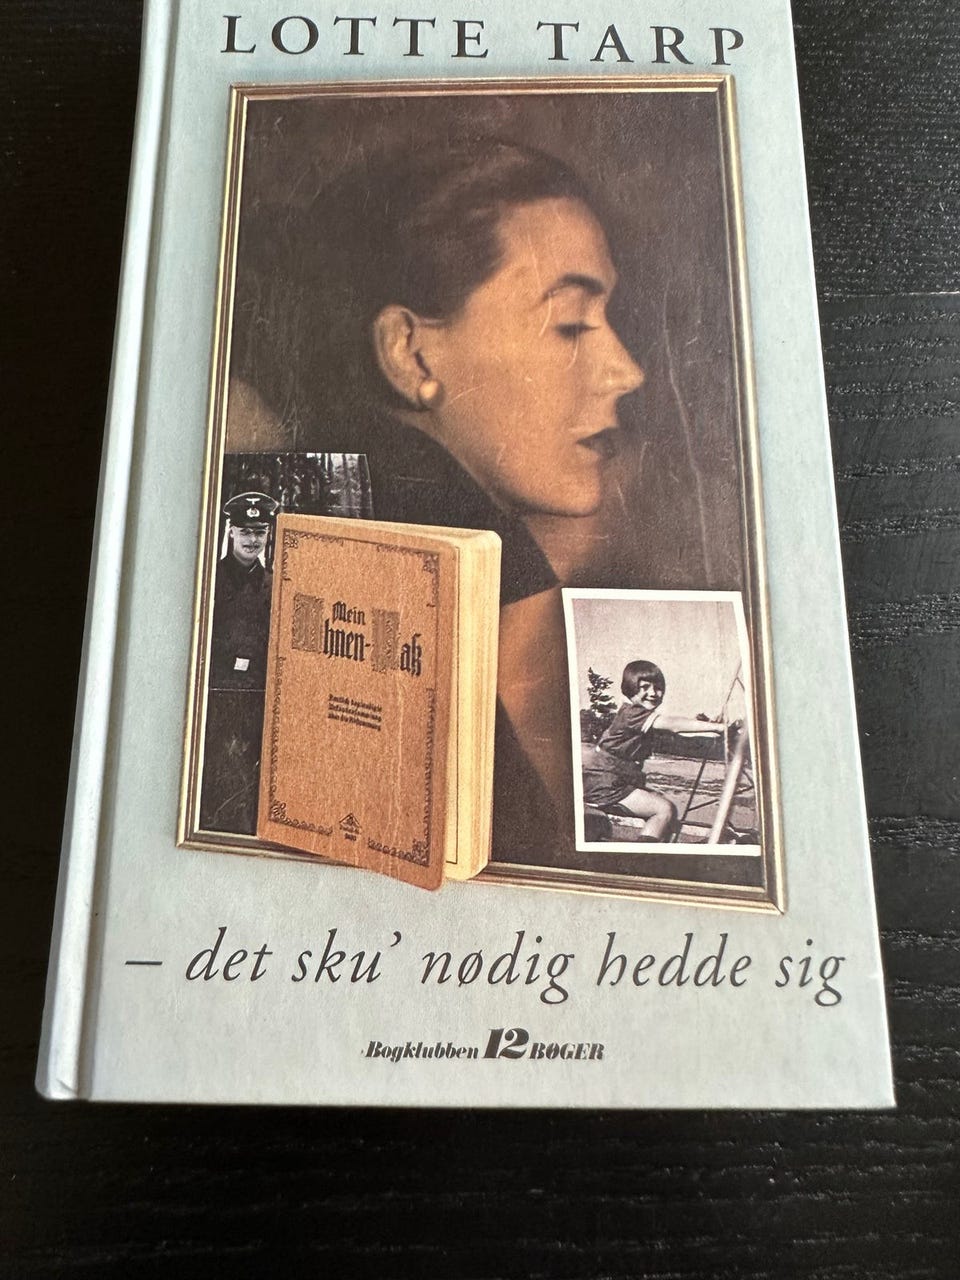 LOTTE TARP
Mein
Ahnen-Paß
– det sku’ nødig hedde sig
Bogklubben 12 BØGER